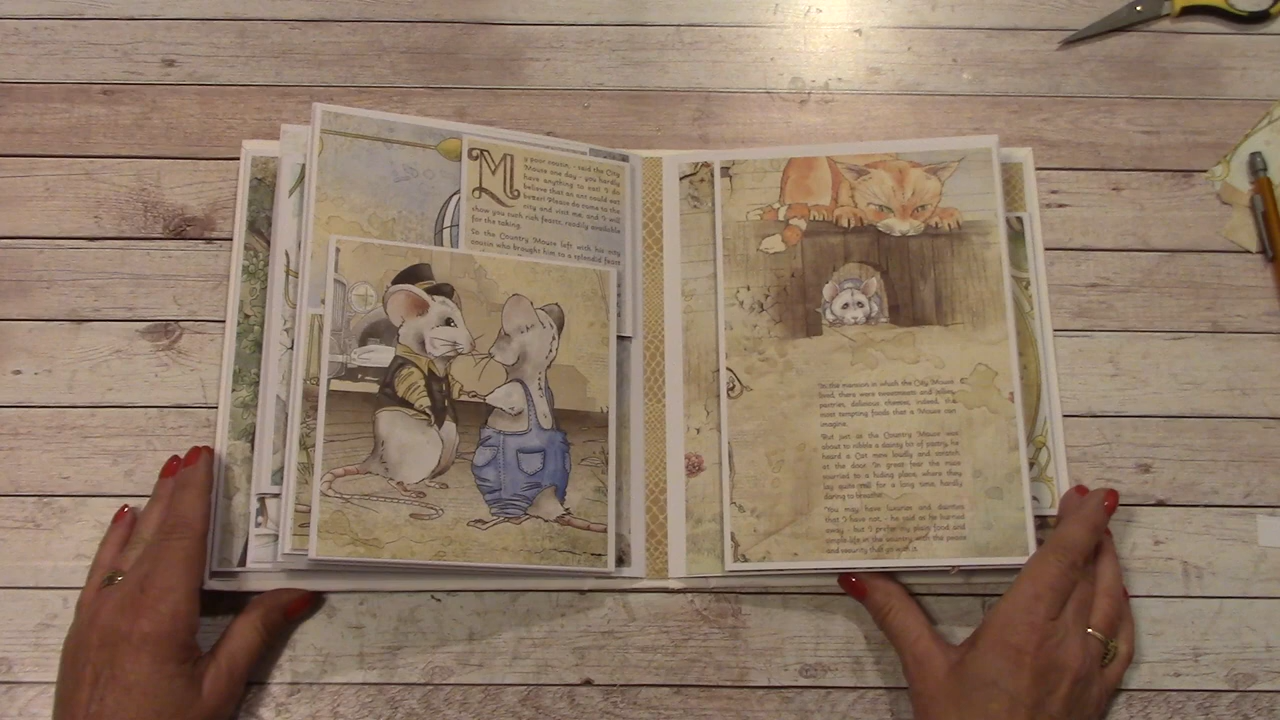 My poor cousin, - said the City
Mouse one day - you hardly
have anything to eat! I do
believe that an ant could eat
better! Please do come to the
city and visit me, and I will
show you such rich feasts, readily available
for the taking.
So the Country Mouse left with his city
cousin who brought him to a splendid feast
In the mansion in which the City Mouse
lived, there were sweetmeats and jellies,
pastries, delicious cheeses, indeed, the
most tempting foods that a Mouse can
imagine.
But just as the Country Mouse was
about to nibble a dainty bit of pastry, he
heard a Cat mew loudly and scratch
at the door. In great fear the mice
scurried to a hiding place, where they
lay quite still for a long time, hardly
daring to breathe.
You may have luxuries and dainties
that I have not, - he said as he hurried
away - but I prefer my plain food and
simple life in the country with the peace
and security that go with it.